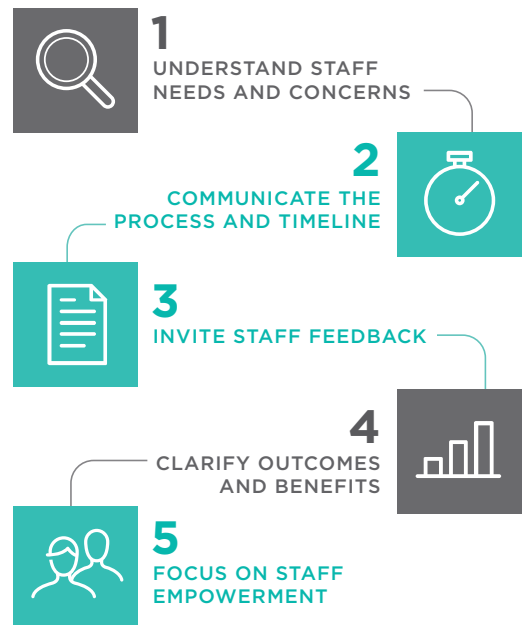 1
UNDERSTAND STAFF
NEEDS AND CONCERNS
2
COMMUNICATE THE
PROCESS AND TIMELINE
3
INVITE STAFF FEEDBACK
4
CLARIFY OUTCOMES
AND BENEFITS
5
FOCUS ON STAFF
EMPOWERMENT